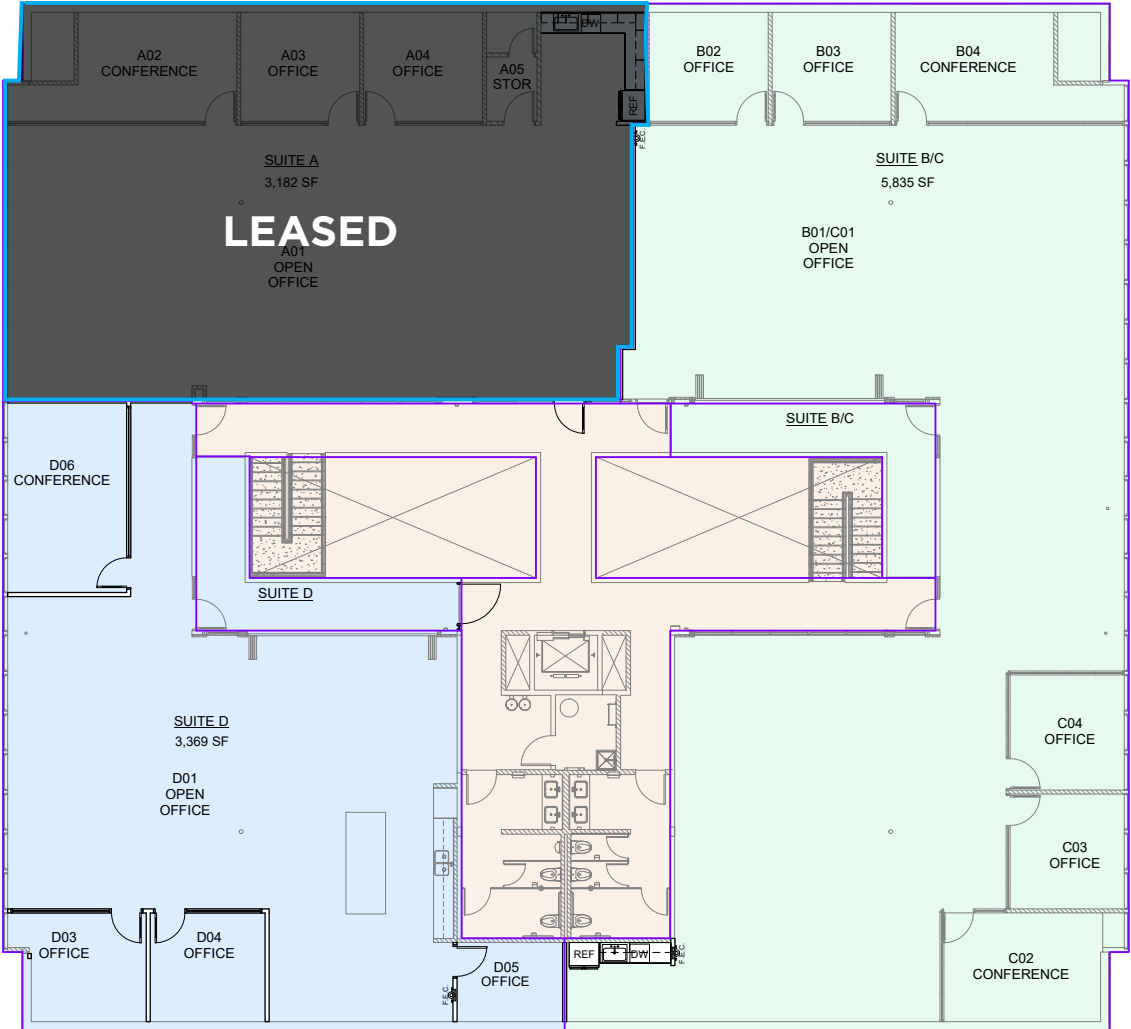 A02
CONFERENCE
A03
OFFICE
A04
OFFICE
A05
STOR
DW
REF
F.E.C.
B02
OFFICE
B03
OFFICE
B04
CONFERENCE
SUITE A
3,182 SF
LEASED
A01
OPEN
OFFICE
SUITE B/C
5,835 SF
B01/C01
OPEN
OFFICE
SUITE B/C
D06
CONFERENCE
SUITE D
SUITE D
3,369 SF
D01
OPEN
OFFICE
C04
OFFICE
C03
OFFICE
D03
OFFICE
D04
OFFICE
D05
OFFICE
F.E.C.
REF
DW
F.E.C.
C02
CONFERENCE